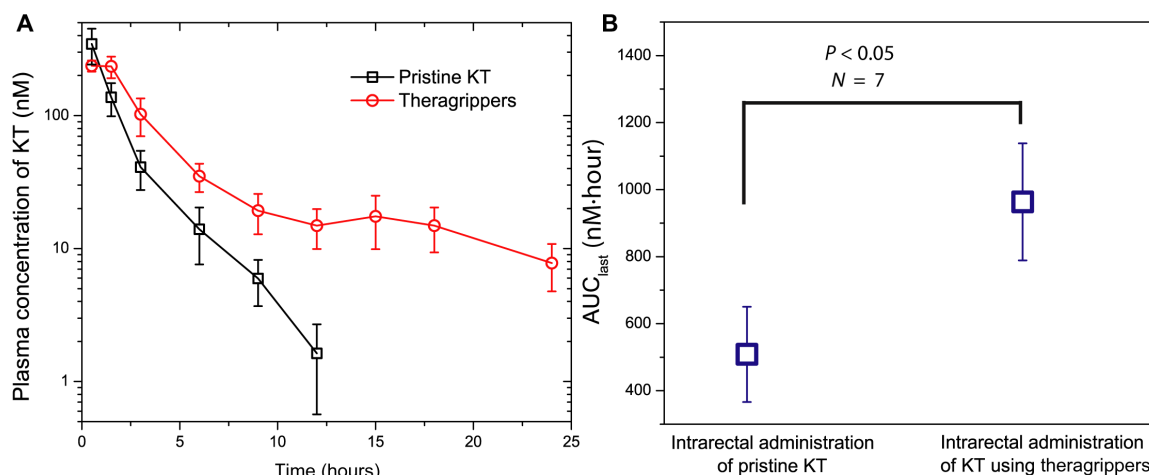 A
Plasma concentration of KT (nM)
100
10
1
Pristine KT
Theragrippers
0
5
10
15
20
25
Time (hours)
B
AUClast (nM·hour)
1400
1200
1000
800
600
400
P < 0.05
N = 7
Intrarectal administration
of pristine KT
Intrarectal administration
of KT using theragrippers